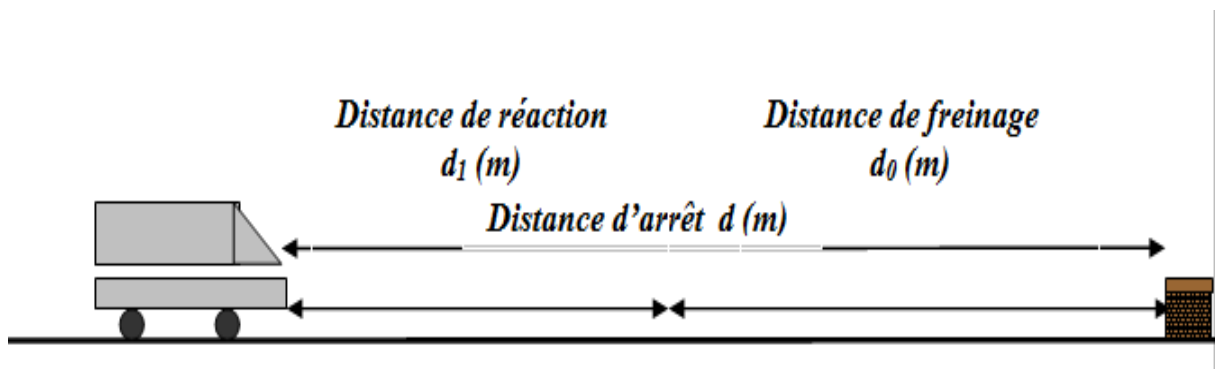 Distance de réaction
d₁ (m)
Distance de freinage
d₀ (m)
Distance d'arrêt d (m)